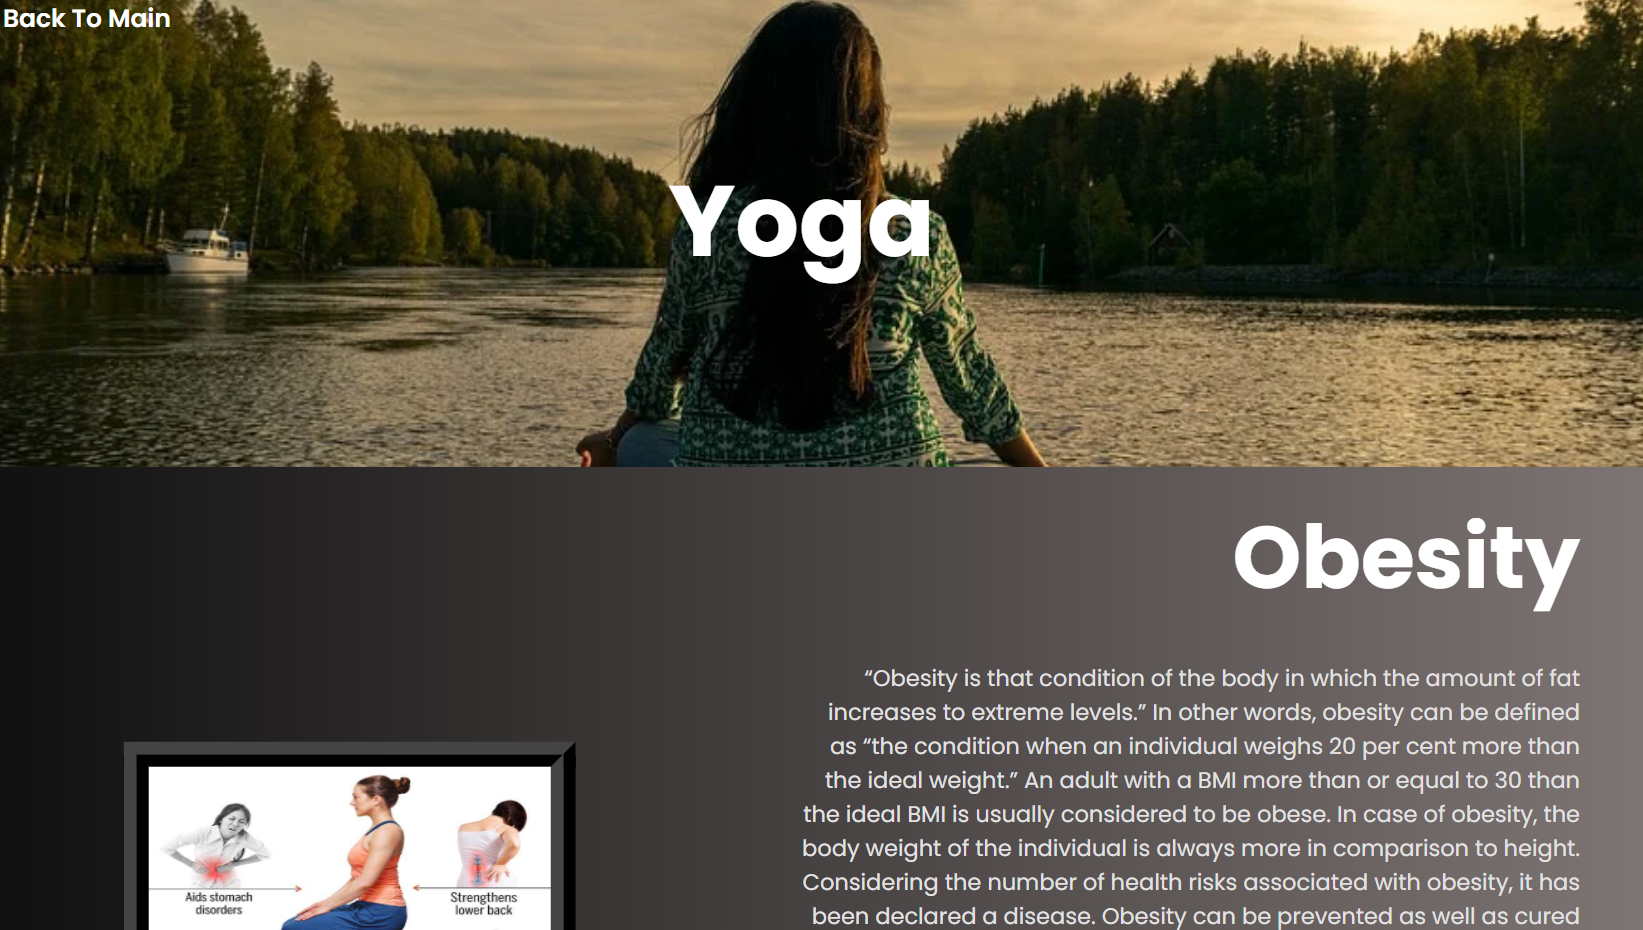 Back To Main
Yoga
Obesity
“Obesity is that condition of the body in which the amount of fat
increases to extreme levels.” In other words, obesity can be defined
as “the condition when an individual weighs 20 per cent more than
the ideal weight.” An adult with a BMI more than or equal to 30 than
the ideal BMI is usually considered to be obese. In case of obesity, the
body weight of the individual is always more in comparison to height.
Considering the number of health risks associated with obesity, it has
been declared a disease. Obesity can be prevented as well as cured
Aids stomach
disorders
Strengthens
lower back